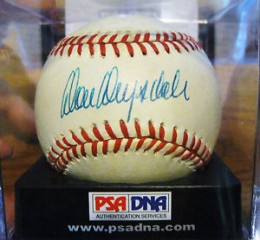 Don Drysdale
PSA DNA
AUTHENTICATION SERVICES
www.psadna.com